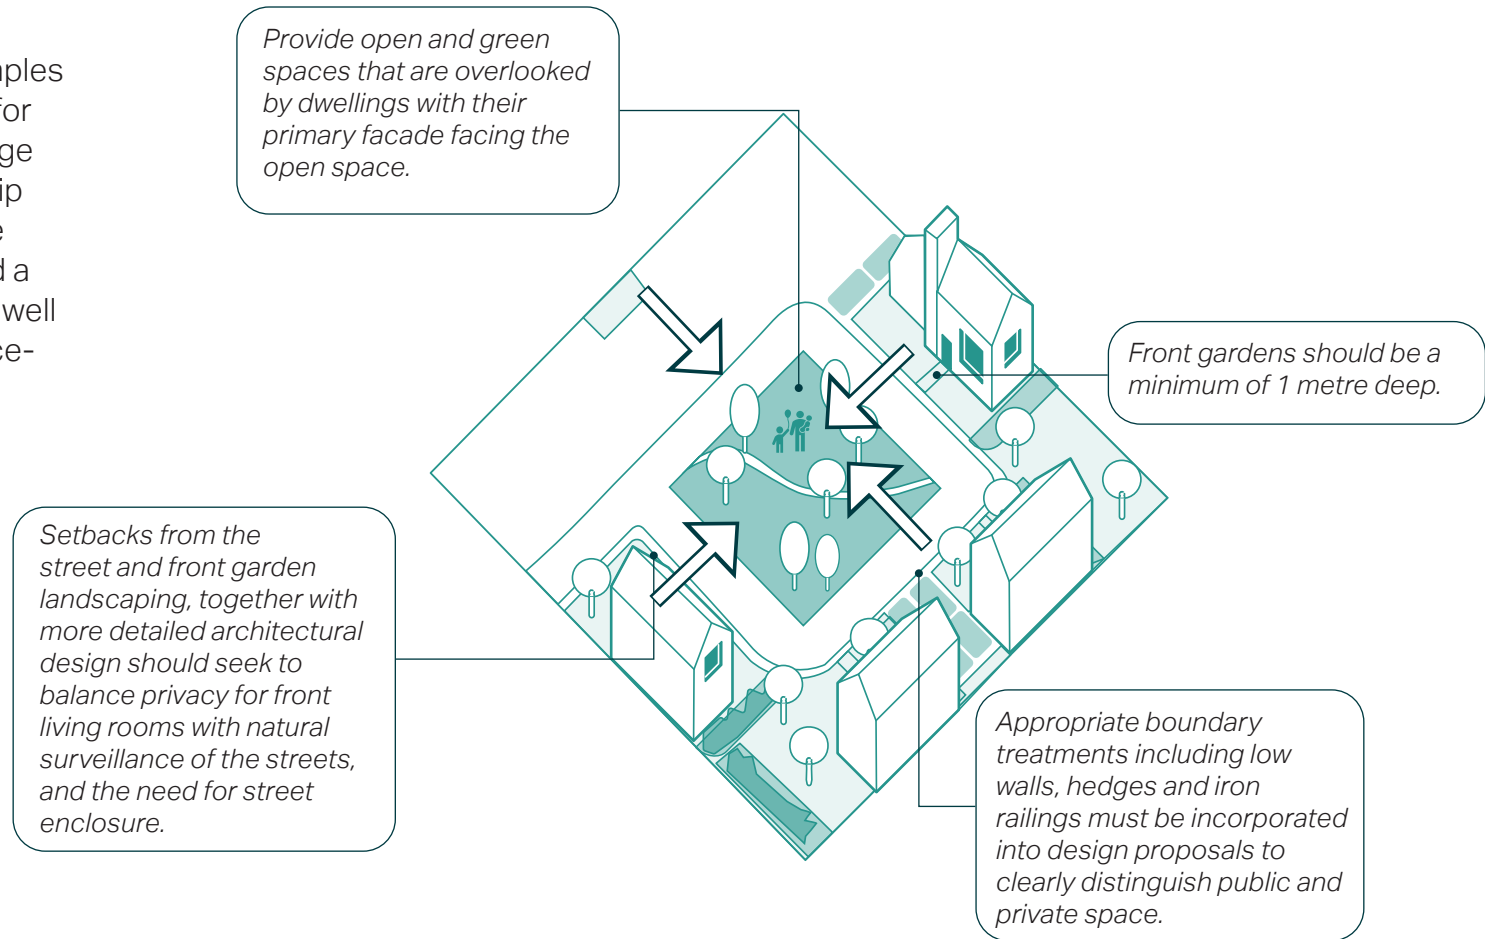 Provide open and green
spaces that are overlooked
by dwellings with their
primary facade facing the
open space.
for
ip
d a
well
Front gardens should be a
minimum of 1 metre deep.
Setbacks from the
street and front garden
landscaping, together with
more detailed architectural
design should seek to
balance privacy for front
living rooms with natural
surveillance of the streets,
and the need for street
enclosure.
Appropriate boundary
treatments including low
walls, hedges and iron
railings must be incorporated
into design proposals to
clearly distinguish public and
private space.